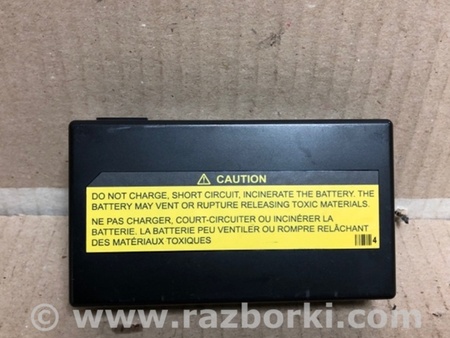 ⚠ CAUTION
DO NOT CHARGE, SHORT CIRCUIT, INCINERATE THE BATTERY. THE
BATTERY MAY VENT OR RUPTURE RELEASING TOXIC MATERIALS.
NE PAS CHARGER, COURT-CIRCUITER OU INCINÉRER LA
BATTERIE. LA BATTERIE PEU VENTILER OU ROMPRE RELÂCHANT
DES MATÉRIAUX TOXIQUES
4
© www.razborki.com/